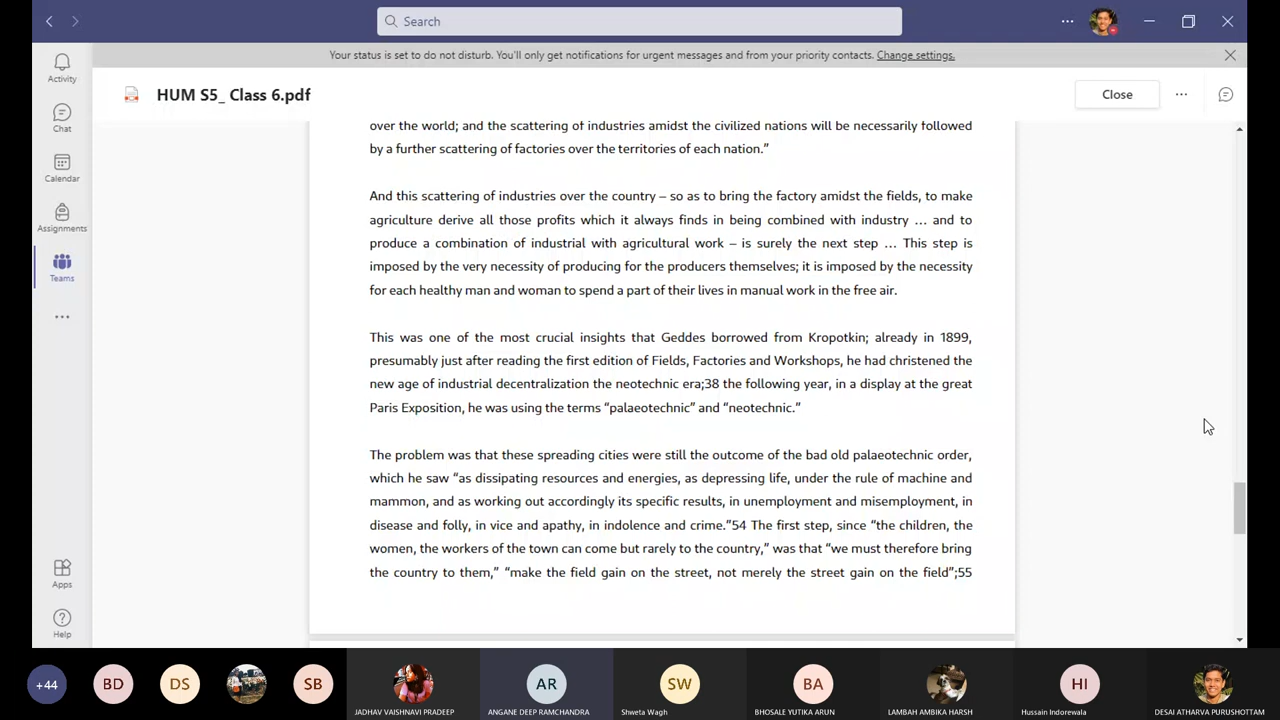 Search
Your status is set to do not disturb. You'll only get notifications for urgent messages and from your priority contacts. Change settings.
HUM S5_ Class 6.pdf
Close
Activity
Chat
Calendar
Assignments
Teams
Apps
Help
over the world; and the scattering of industries amidst the civilized nations will be necessarily followed
by a further scattering of factories over the territories of each nation.”
And this scattering of industries over the country – so as to bring the factory amidst the fields, to make
agriculture derive all those profits which it always finds in being combined with industry … and to
produce a combination of industrial with agricultural work – is surely the next step … This step is
imposed by the very necessity of producing for the producers themselves; it is imposed by the necessity
for each healthy man and woman to spend a part of their lives in manual work in the free air.
This was one of the most crucial insights that Geddes borrowed from Kropotkin; already in 1899,
presumably just after reading the first edition of Fields, Factories and Workshops, he had christened the
new age of industrial decentralization the neotechnic era;38 the following year, in a display at the great
Paris Exposition, he was using the terms “palaeotechnic” and “neotechnic.”
The problem was that these spreading cities were still the outcome of the bad old palaeotechnic order,
which he saw “as dissipating resources and energies, as depressing life, under the rule of machine and
mammon, and as working out accordingly its specific results, in unemployment and misemployment, in
disease and folly, in vice and apathy, in indolence and crime.”54 The first step, since “the children, the
women, the workers of the town can come but rarely to the country,” was that “we must therefore bring
the country to them,” “make the field gain on the street, not merely the street gain on the field”;55
+44
BD
DS
SB
AR
SW
BA
HI
JADHAV VAISHNAVI PRADEEP
ANGANE DEEP RAMCHANDRA
Shweta Wagh
BHOSALE YUTIKA ARUN
LAMBAH AMBIKA HARSH
Hussain Indorewala
DESAI ATHARVA PURUSHOTTAM